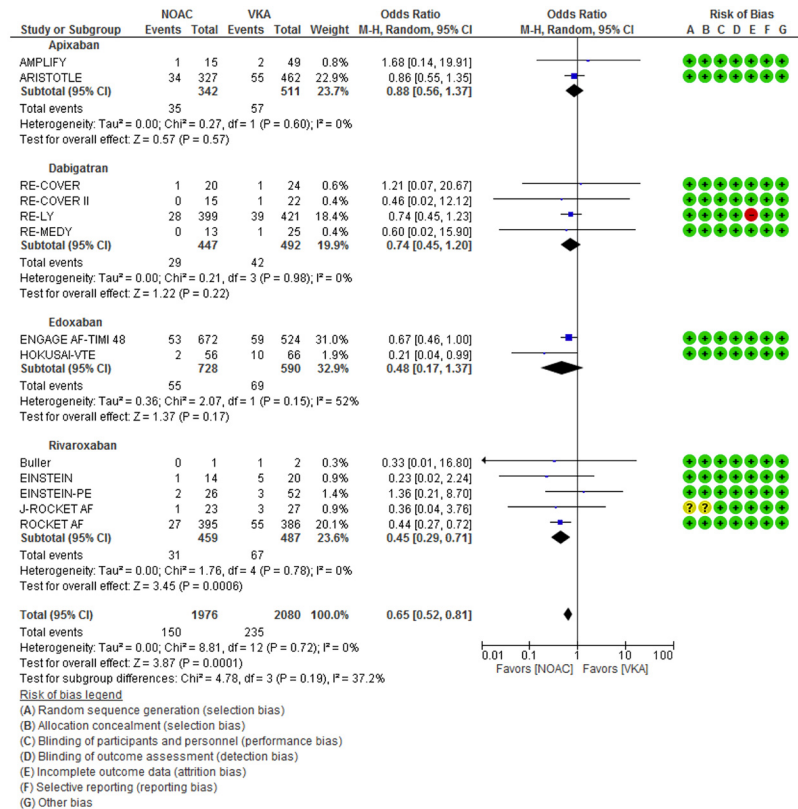 NOAC VKA Odds Ratio Odds Ratio Risk of Bias
Study or Subgroup Events Total Events Total Weight M-H, Random, 95% CI M-H, Random, 95% CI A B C D E F G
Apixaban
AMPLIFY 1 15 2 49 0.8% 1.68 [0.14, 19.91] + + + + + + +
ARISTOTLE 34 327 55 462 22.9% 0.86 [0.55, 1.35] + + + + + + +
Subtotal (95% CI) 342 511 23.7% 0.88 [0.56, 1.37]
Total events 35 57
Heterogeneity: Tau² = 0.00; Chi² = 0.27, df = 1 (P = 0.60); I² = 0%
Test for overall effect: Z = 0.57 (P = 0.57)
Dabigatran
RE-COVER 1 20 1 24 0.6% 1.21 [0.07, 20.67] + + + + + + +
RE-COVER II 0 15 1 22 0.4% 0.46 [0.02, 12.12] + + + + + + +
RE-LY 28 399 39 421 18.4% 0.74 [0.45, 1.23] + + + + - + +
RE-MEDY 0 13 1 25 0.4% 0.60 [0.02, 15.90] + + + + + + +
Subtotal (95% CI) 447 492 19.9% 0.74 [0.45, 1.20]
Total events 29 42
Heterogeneity: Tau² = 0.00; Chi² = 0.21, df = 3 (P = 0.98); I² = 0%
Test for overall effect: Z = 1.22 (P = 0.22)
Edoxaban
ENGAGE AF-TIMI 48 53 672 59 524 31.0% 0.67 [0.46, 1.00] + + + + + + +
HOKUSAI-VTE 2 56 10 66 1.9% 0.21 [0.04, 0.99] + + + + + + +
Subtotal (95% CI) 728 590 32.9% 0.48 [0.17, 1.37]
Total events 55 69
Heterogeneity: Tau² = 0.36; Chi² = 2.07, df = 1 (P = 0.15); I² = 52%
Test for overall effect: Z = 1.37 (P = 0.17)
Rivaroxaban
Buller 0 1 1 2 0.3% 0.33 [0.01, 16.80] + + + + + + +
EINSTEIN 1 14 5 20 0.9% 0.23 [0.02, 2.24] + + + + + + +
EINSTEIN-PE 2 26 3 52 1.4% 1.36 [0.21, 8.70] + + + + + + +
J-ROCKET AF 1 23 3 27 0.9% 0.36 [0.04, 3.76] ? ? + + + + +
ROCKET AF 27 395 55 386 20.1% 0.44 [0.27, 0.72] + + + + + + +
Subtotal (95% CI) 459 487 23.6% 0.45 [0.29, 0.71]
Total events 31 67
Heterogeneity: Tau² = 0.00; Chi² = 1.76, df = 4 (P = 0.78); I² = 0%
Test for overall effect: Z = 3.45 (P = 0.0006)
Total (95% CI) 1976 2080 100.0% 0.65 [0.52, 0.81]
Total events 150 235
Heterogeneity: Tau² = 0.00; Chi² = 8.81, df = 12 (P = 0.72); I² = 0%
Test for overall effect: Z = 3.87 (P = 0.0001)
Test for subgroup differences: Chi² = 4.78, df = 3 (P = 0.19), I² = 37.2%
0.01 0.1 1 10 100
Favors [NOAC] Favors [VKA]
Risk of bias legend
(A) Random sequence generation (selection bias)
(B) Allocation concealment (selection bias)
(C) Blinding of participants and personnel (performance bias)
(D) Blinding of outcome assessment (detection bias)
(E) Incomplete outcome data (attrition bias)
(F) Selective reporting (reporting bias)
(G) Other bias